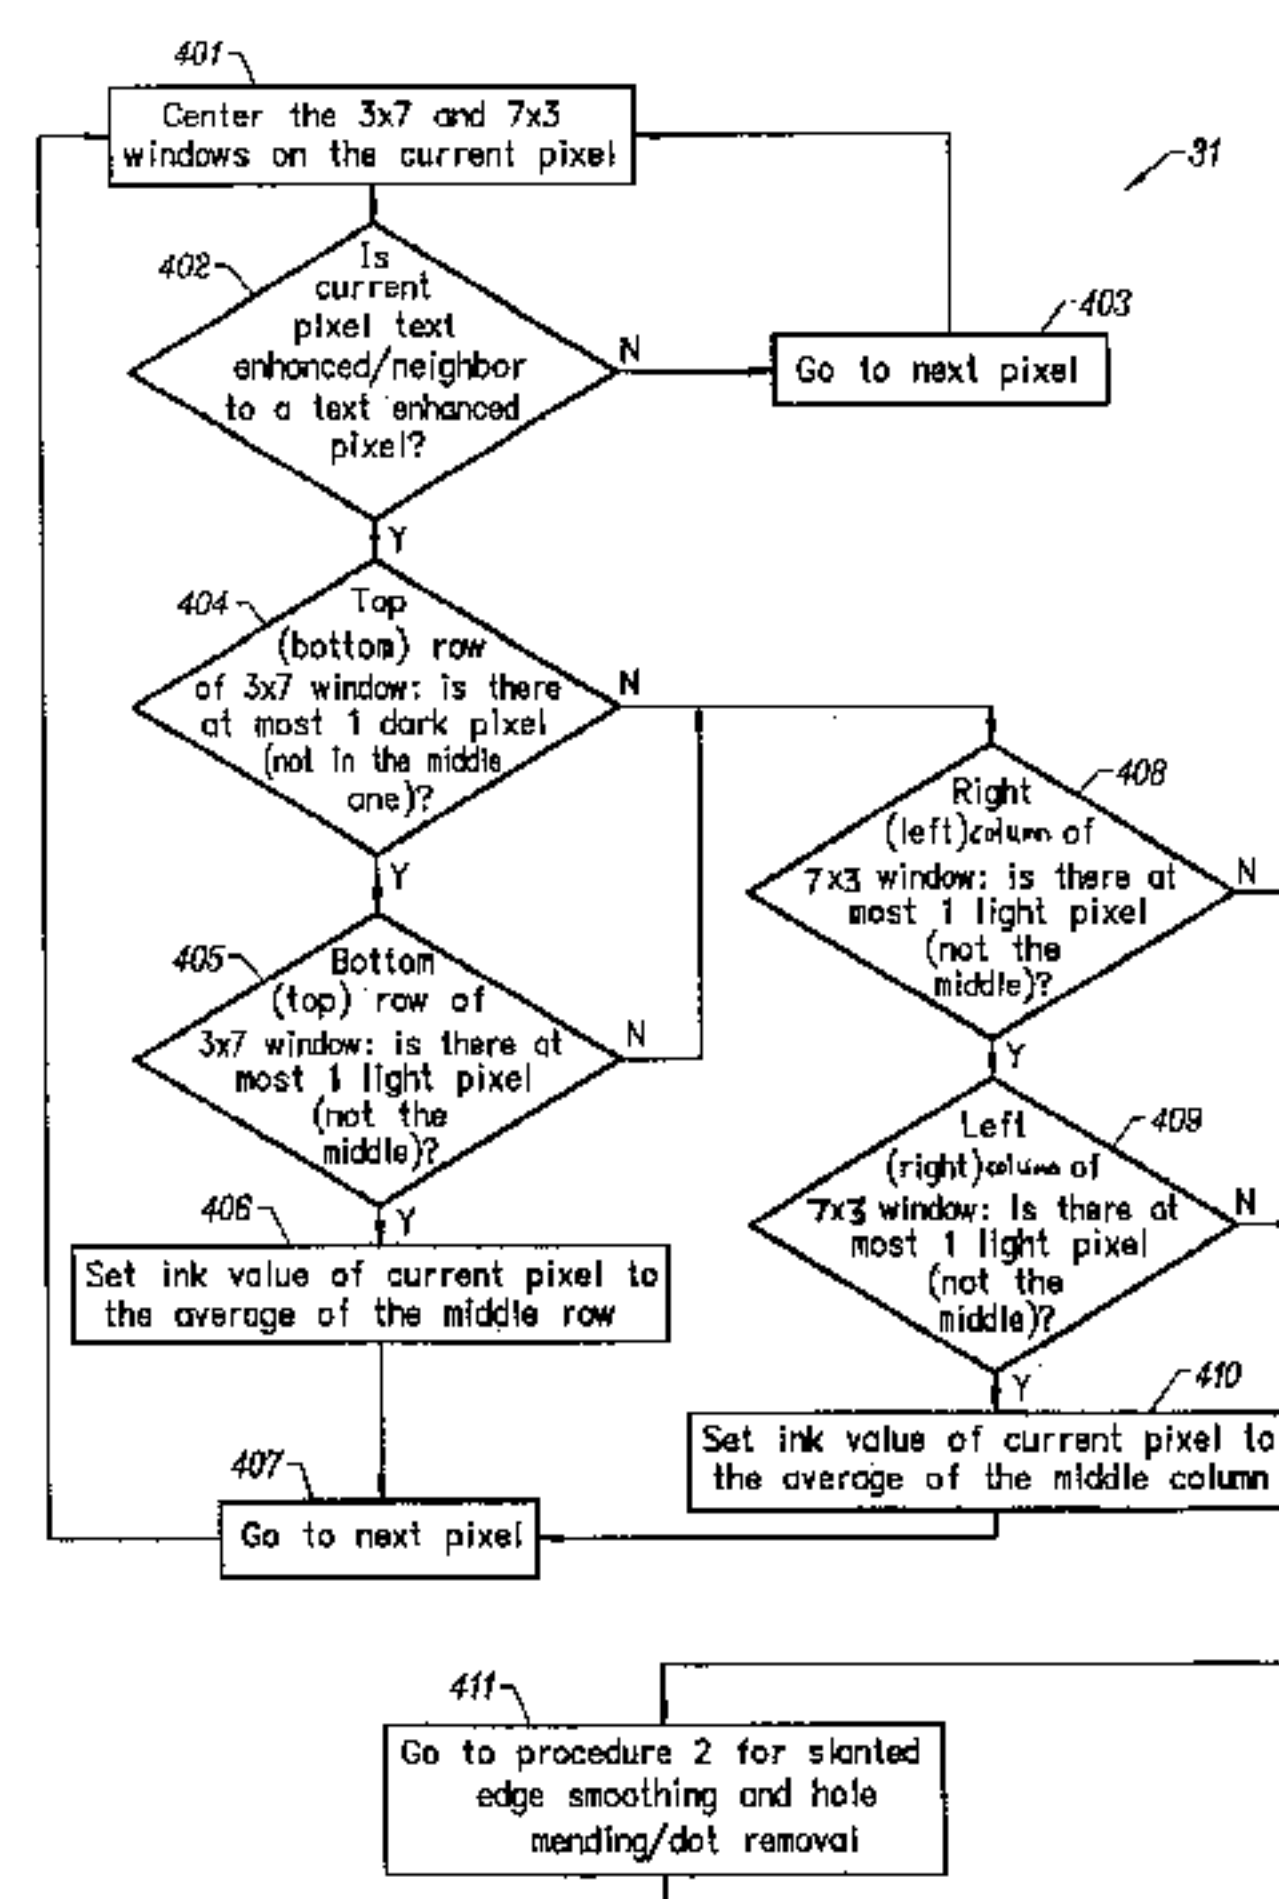 401
Center the 3x7 and 7x3
windows on the current pixel
31
402
Is
current
pixel text
enhanced/neighbor
to a text enhanced
pixel?
N
403
Go to next pixel
Y
404
Top
(bottom) row
of 3x7 window: is there
at most 1 dark pixel
(not in the middle
one)?
N
Y
405
Bottom
(top) row of
3x7 window: is there at
most 1 light pixel
(not the
middle)?
N
Y
406
Set ink value of current pixel to
the average of the middle row
407
Go to next pixel
408
Right
(left) column of
7x3 window: is there at
most 1 light pixel
(not the
middle)?
N
Y
409
Left
(right) column of
7x3 window: Is there at
most 1 light pixel
(not the
middle)?
N
Y
410
Set ink value of current pixel to
the average of the middle column
411
Go to procedure 2 for slanted
edge smoothing and hole
mending/dot removal